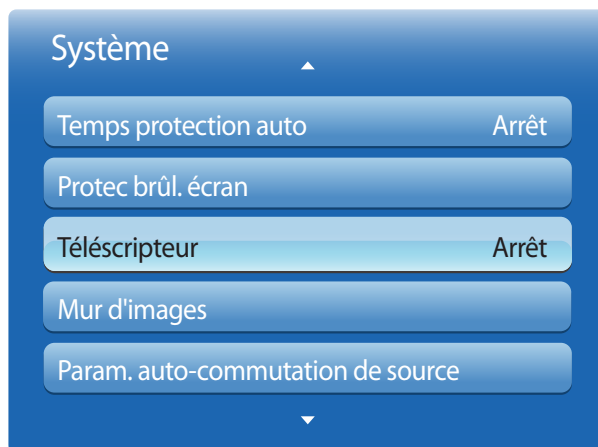 Système
Temps protection auto Arrêt
Protec brûl. écran
Téléscripteur Arrêt
Mur d'images
Param. auto-commutation de source